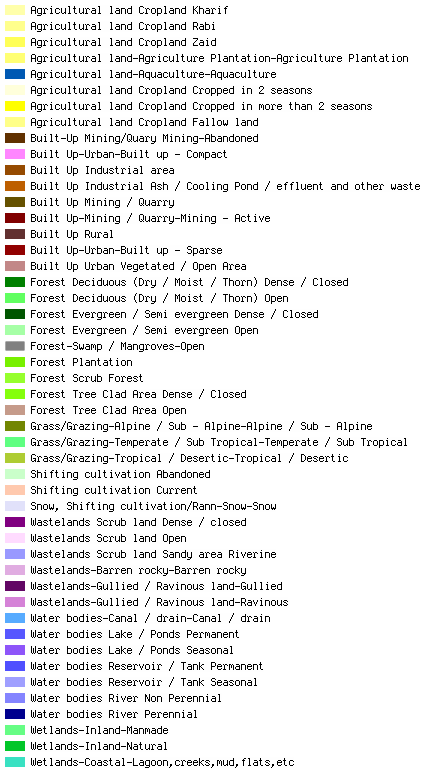 Agricultural land Cropland Kharif
Agricultural land Cropland Rabi
Agricultural land Cropland Zaid
Agricultural land-Agriculture Plantation-Agriculture Plantation
Agricultural land-Aquaculture-Aquaculture
Agricultural land Cropland Cropped in 2 seasons
Agricultural land Cropland Cropped in more than 2 seasons
Agricultural land Cropland Fallow land
Built-Up Mining/Quary Mining-Abandoned
Built Up-Urban-Built up - Compact
Built Up Industrial area
Built Up Industrial Ash / Cooling Pond / effluent and other waste
Built Up Mining / Quarry
Built Up-Mining / Quarry-Mining - Active
Built Up Rural
Built Up-Urban-Built up - Sparse
Built Up Urban Vegetated / Open Area
Forest Deciduous (Dry / Moist / Thorn) Dense / Closed
Forest Deciduous (Dry / Moist / Thorn) Open
Forest Evergreen / Semi evergreen Dense / Closed
Forest Evergreen / Semi evergreen Open
Forest-Swamp / Mangroves-Open
Forest Plantation
Forest Scrub Forest
Forest Tree Clad Area Dense / Closed
Forest Tree Clad Area Open
Grass/Grazing-Alpine / Sub - Alpine-Alpine / Sub - Alpine
Grass/Grazing-Temperate / Sub Tropical-Temperate / Sub Tropical
Grass/Grazing-Tropical / Desertic-Tropical / Desertic
Shifting cultivation Abandoned
Shifting cultivation Current
Snow, Shifting cultivation/Rann-Snow-Snow
Wastelands Scrub land Dense / closed
Wastelands Scrub land Open
Wastelands Scrub land Sandy area Riverine
Wastelands-Barren rocky-Barren rocky
Wastelands-Gullied / Ravinous land-Gullied
Wastelands-Gullied / Ravinous land-Ravinous
Water bodies-Canal / drain-Canal / drain
Water bodies Lake / Ponds Permanent
Water bodies Lake / Ponds Seasonal
Water bodies Reservoir / Tank Permanent
Water bodies Reservoir / Tank Seasonal
Water bodies River Non Perennial
Water bodies River Perennial
Wetlands-Inland-Manmade
Wetlands-Inland-Natural
Wetlands-Coastal-Lagoon,creeks,mud,flats,etc